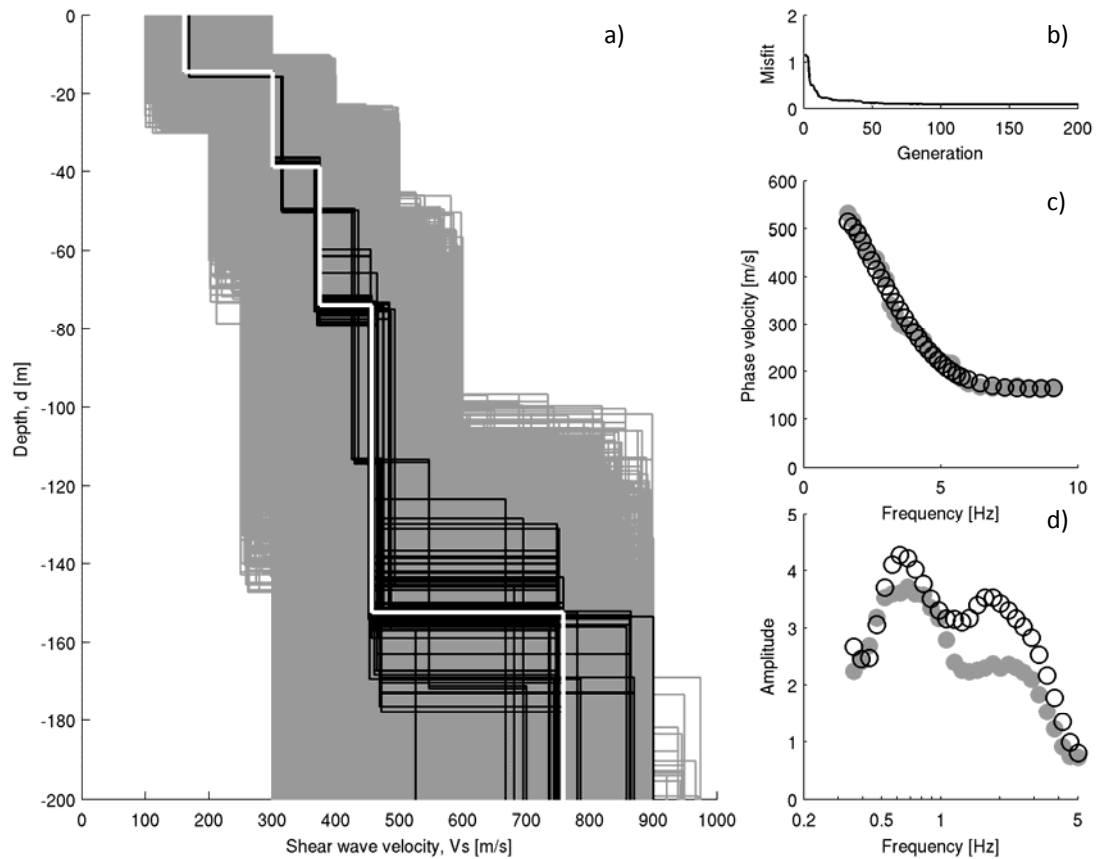 a)
0
-20
-40
-60
-80
-100
-120
-140
-160
-180
-200
Depth, d [m]
0 100 200 300 400 500 600 700 800 900 1000
Shear wave velocity, Vs [m/s]
b)
2
1
0
Misfit
0 50 100 150 200
Generation
c)
600
500
400
300
200
100
0
Phase velocity [m/s]
0 5 10
Frequency [Hz]
d)
5
4
3
2
1
0
Amplitude
0.2 0.5 1 5
Frequency [Hz]